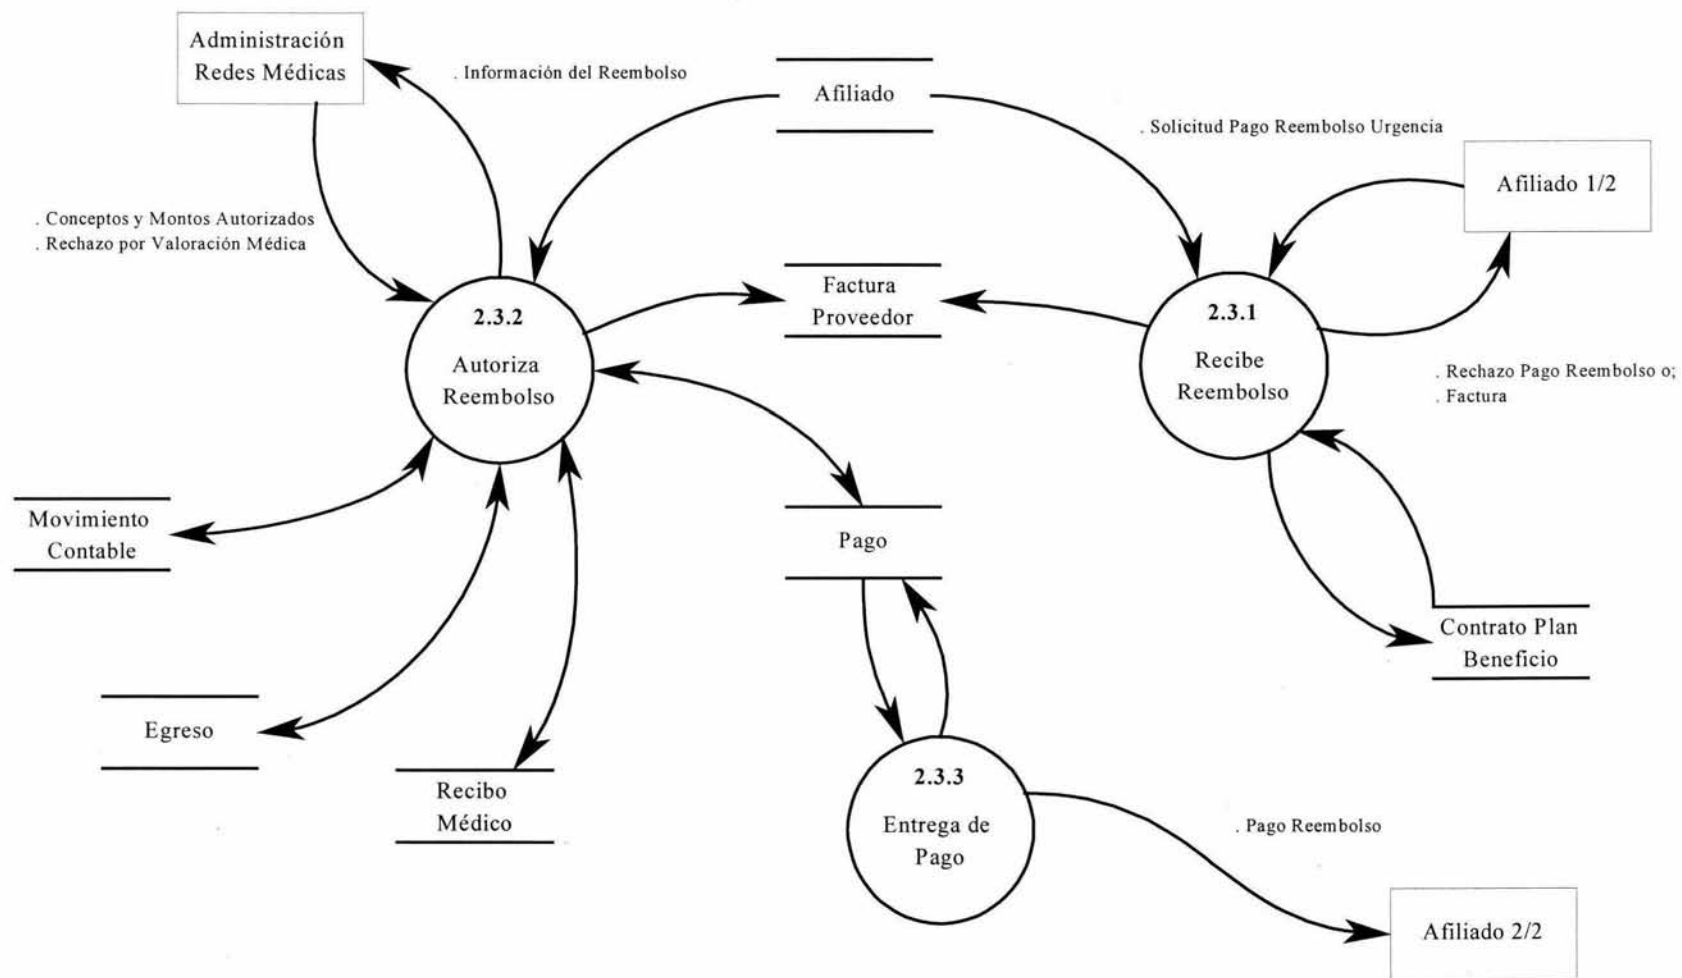 Administración
Redes Médicas
. Información del Reembolso
Afiliado
. Solicitud Pago Reembolso Urgencia
Afiliado 1/2
. Conceptos y Montos Autorizados
. Rechazo por Valoración Médica
Factura
Proveedor
2.3.2
Autoriza
Reembolso
2.3.1
Recibe
Reembolso
. Rechazo Pago Reembolso o;
. Factura
Movimiento
Contable
Pago
Contrato Plan
Beneficio
Egreso
Recibo
Médico
2.3.3
Entrega de
Pago
. Pago Reembolso
Afiliado 2/2